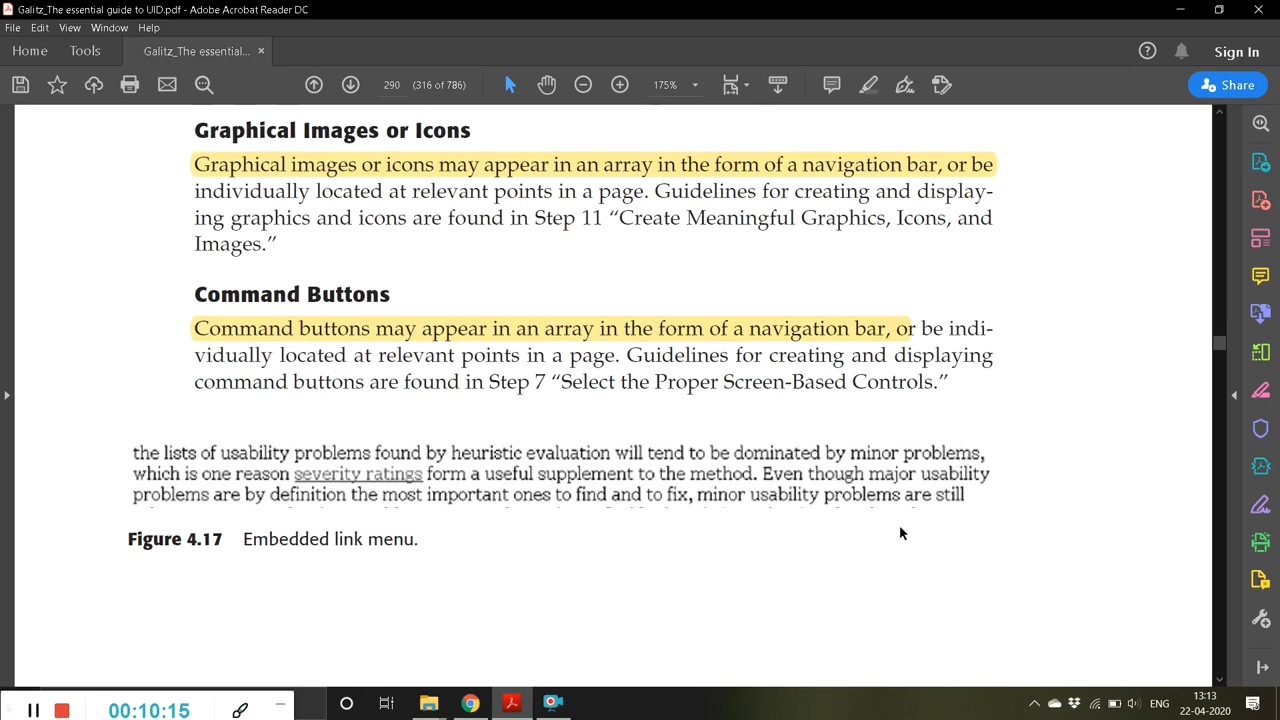 Galitz_The essential guide to UID.pdf - Adobe Acrobat Reader DC
File Edit View Window Help
Home Tools Galitz_The essential... × Sign In
290 (316 of 786) 175% Share
Graphical Images or Icons
Graphical images or icons may appear in an array in the form of a navigation bar, or be
individually located at relevant points in a page. Guidelines for creating and display-
ing graphics and icons are found in Step 11 “Create Meaningful Graphics, Icons, and
Images.”
Command Buttons
Command buttons may appear in an array in the form of a navigation bar, or be indi-
vidually located at relevant points in a page. Guidelines for creating and displaying
command buttons are found in Step 7 “Select the Proper Screen-Based Controls.”
the lists of usability problems found by heuristic evaluation will tend to be dominated by minor problems,
which is one reason severity ratings form a useful supplement to the method. Even though major usability
problems are by definition the most important ones to find and to fix, minor usability problems are still
Figure 4.17 Embedded link menu.
00:10:15
ENG
13:13
22-04-2020